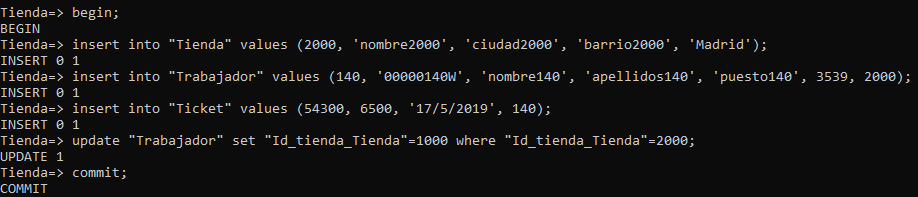 Tienda=> begin;
BEGIN
Tienda=> insert into "Tienda" values (2000, 'nombre2000', 'ciudad2000', 'barrio2000', 'Madrid');
INSERT 0 1
Tienda=> insert into "Trabajador" values (140, '00000140W', 'nombre140', 'apellidos140', 'puesto140', 3539, 2000);
INSERT 0 1
Tienda=> insert into "Ticket" values (54300, 6500, '17/5/2019', 140);
INSERT 0 1
Tienda=> update "Trabajador" set "Id_tienda_Tienda"=1000 where "Id_tienda_Tienda"=2000;
UPDATE 1
Tienda=> commit;
COMMIT